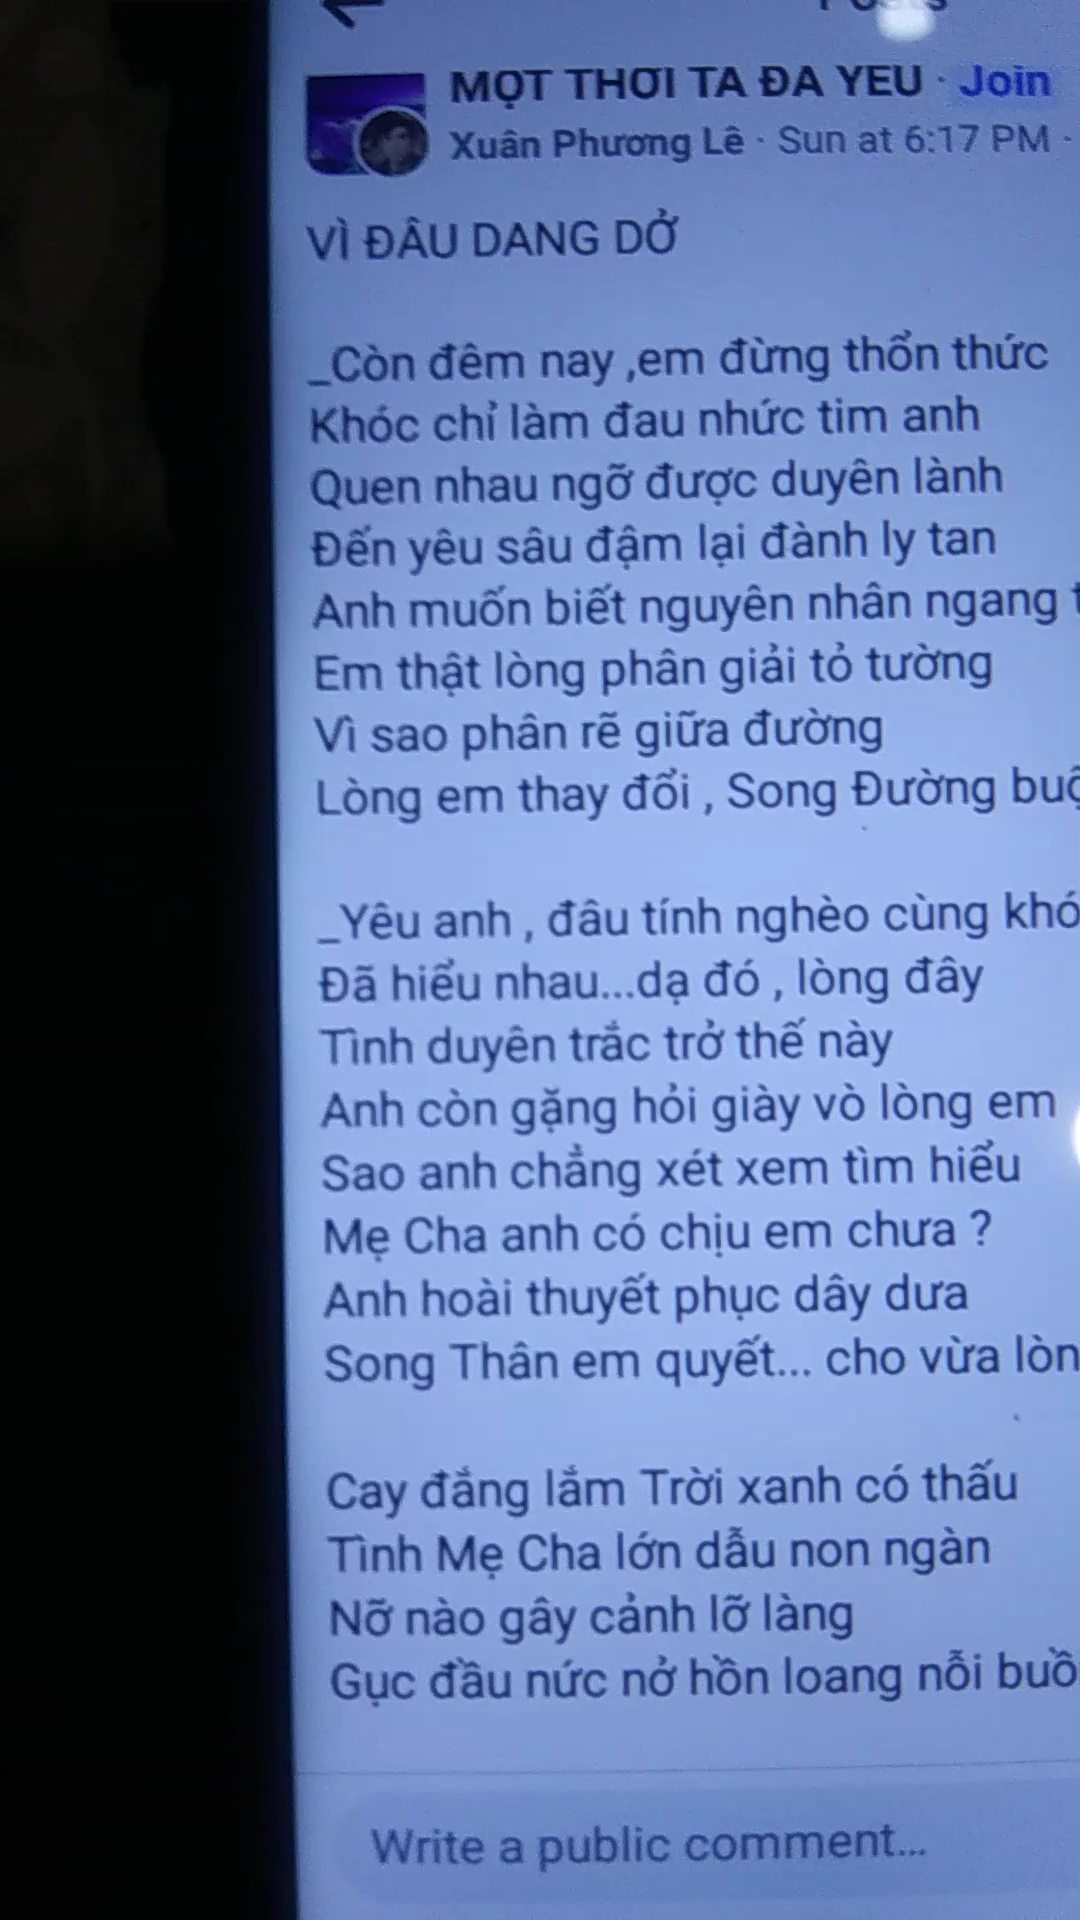 MỘT THỜI TA ĐÃ YÊU · Join
Xuân Phương Lê · Sun at 6:17 PM ·
VÌ ĐÂU DANG DỞ
_Còn đêm nay ,em đừng thổn thức
Khóc chỉ làm đau nhức tim anh
Quen nhau ngỡ được duyên lành
Đến yêu sâu đậm lại đành ly tan
Anh muốn biết nguyên nhân ngang
Em thật lòng phân giải tỏ tường
Vì sao phân rẽ giữa đường
Lòng em thay đổi , Song Đường
_Yêu anh , đâu tính nghèo cùng
Đã hiểu nhau...dạ đó , lòng đây
Tình duyên trắc trở thế này
Anh còn gặng hỏi giày vò lòng em
Sao anh chẳng xét xem tìm hiểu
Mẹ Cha anh có chịu em chưa ?
Anh hoài thuyết phục dây dưa
Song Thân em quyết... cho vừa
Cay đắng lắm Trời xanh có thấu
Tình Mẹ Cha lớn dẫu non ngàn
Nỡ nào gây cảnh lỡ làng
Gục đầu nức nở hồn loang nỗi
Write a public comment...